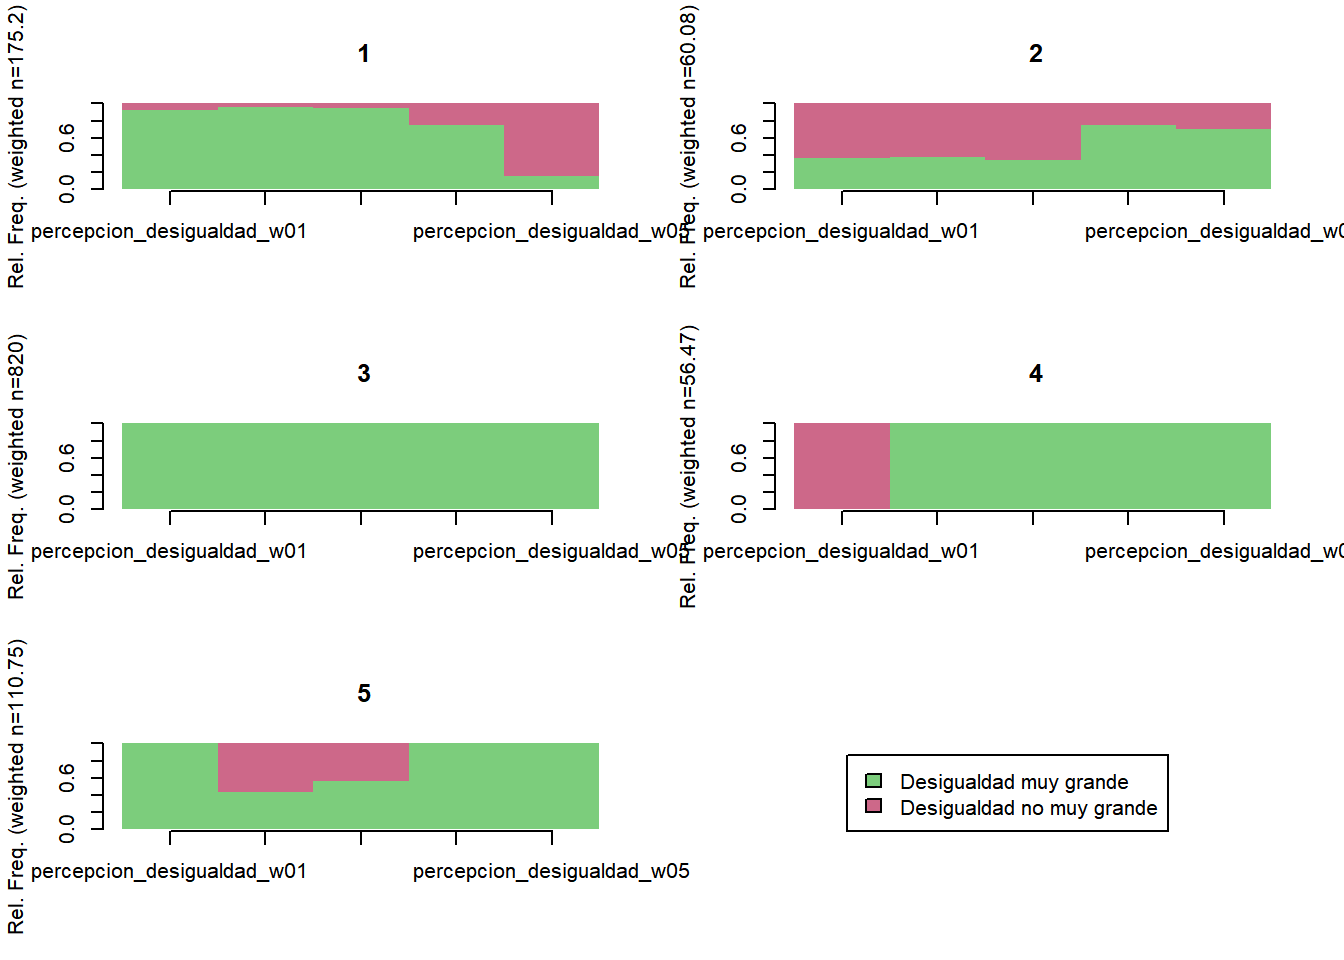 1
Rel. Freq. (weighted n=175.2)
0.0 0.6
percepcion_desigualdad_w01 percepcion_desigualdad_w05
2
Rel. Freq. (weighted n=60.08)
0.0 0.6
percepcion_desigualdad_w01 percepcion_desigualdad_w0
3
Rel. Freq. (weighted n=820)
0.0 0.6
percepcion_desigualdad_w01 percepcion_desigualdad_w05
4
Rel. Freq. (weighted n=56.47)
0.0 0.6
percepcion_desigualdad_w01 percepcion_desigualdad_w0
5
Rel. Freq. (weighted n=110.75)
0.0 0.6
percepcion_desigualdad_w01 percepcion_desigualdad_w05
Desigualdad muy grande
Desigualdad no muy grande